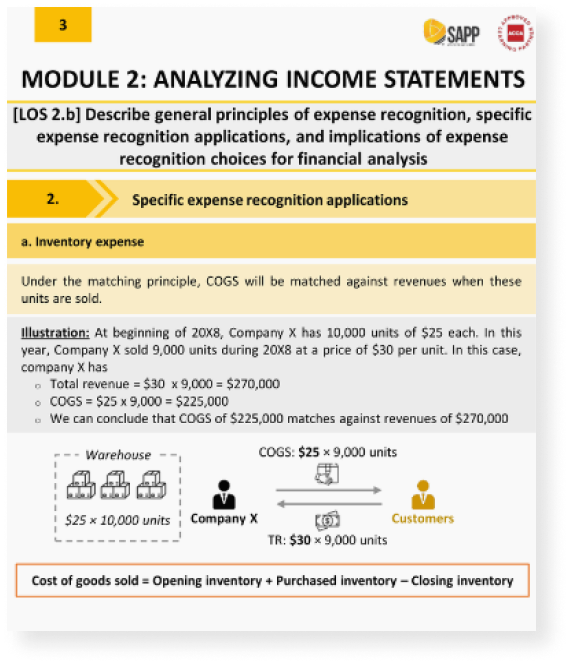 3
SAPP
ACCA
MODULE 2: ANALYZING INCOME STATEMENTS
[LOS 2.b] Describe general principles of expense recognition, specific
expense recognition applications, and implications of expense
recognition choices for financial analysis
2.
Specific expense recognition applications
a. Inventory expense
Under the matching principle, COGS will be matched against revenues when these
units are sold.
Illustration: At beginning of 20X8, Company X has 10,000 units of $25 each. In this
year, Company X sold 9,000 units during 20X8 at a price of $30 per unit. In this case,
company X has
o Total revenue = $30 x 9,000 = $270,000
o COGS = $25 x 9,000 = $225,000
o We can conclude that COGS of $225,000 matches against revenues of $270,000
Warehouse
$25 × 10,000 units
Company X
COGS: $25 × 9,000 units
TR: $30 × 9,000 units
Customers
Cost of goods sold = Opening inventory + Purchased inventory – Closing inventory